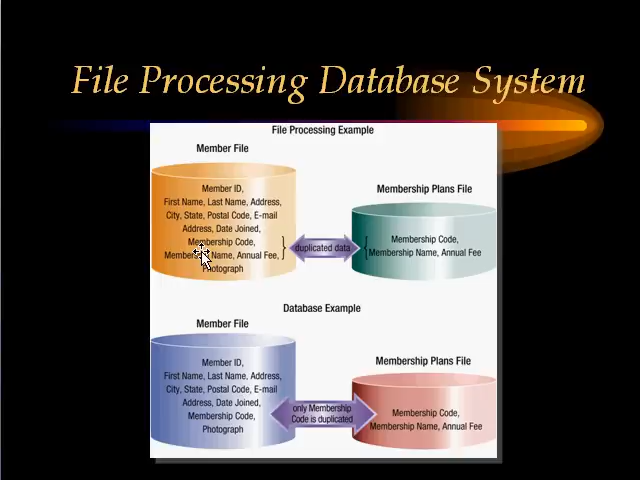 File Processing Database System
File Processing Example
Member File
Member ID,
First Name, Last Name, Address,
City, State, Postal Code, E-mail
Address, Date Joined,
Membership Code,
Membership Name, Annual Fee,
Photograph
duplicated data
Membership Plans File
Membership Code,
Membership Name, Annual Fee
Database Example
Member File
Member ID,
First Name, Last Name, Address,
City, State, Postal Code, E-mail
Address, Date Joined,
Membership Code,
Photograph
only Membership
Code is duplicated
Membership Plans File
Membership Code,
Membership Name, Annual Fee